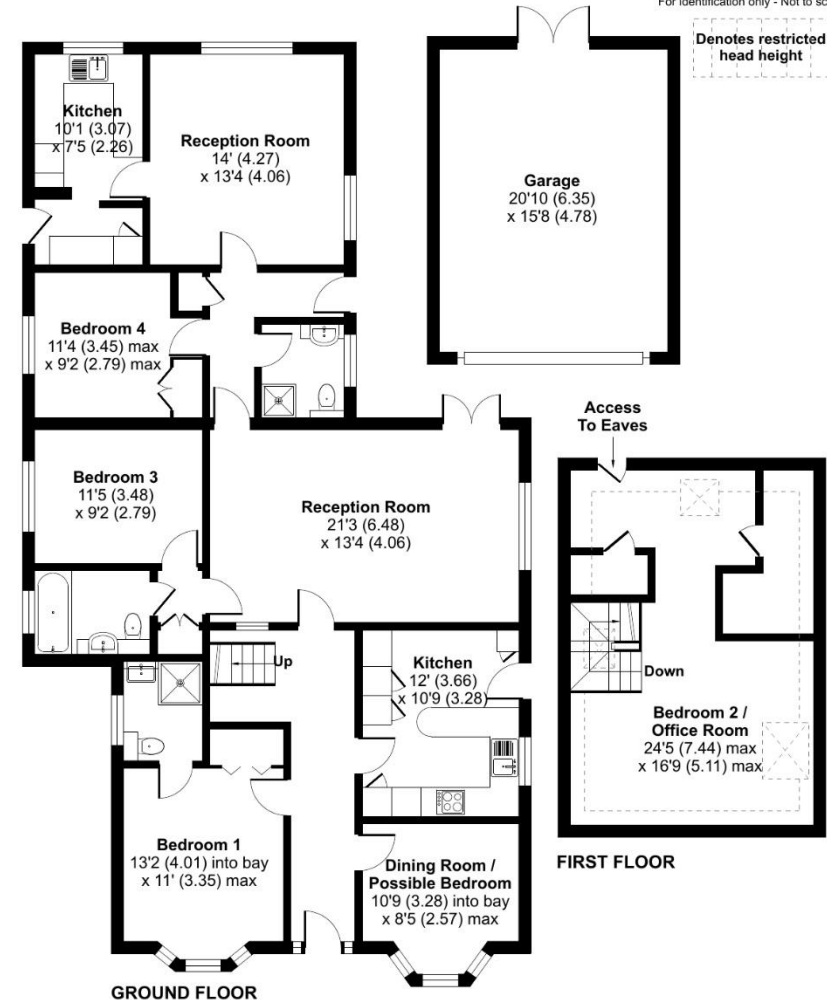 For identification only - Not to sc
Denotes restricted
head height
Kitchen
10'1 (3.07)
x 7'5 (2.26)
Reception Room
14' (4.27)
x 13'4 (4.06)
Garage
20'10 (6.35)
x 15'8 (4.78)
Bedroom 4
11'4 (3.45) max
x 9'2 (2.79) max
Access
To Eaves
Bedroom 3
11'5 (3.48)
x 9'2 (2.79)
Reception Room
21'3 (6.48)
x 13'4 (4.06)
Up
Kitchen
12' (3.66)
x 10'9 (3.28)
Down
Bedroom 2 /
Office Room
24'5 (7.44) max
x 16'9 (5.11) max
Bedroom 1
13'2 (4.01) into bay
x 11' (3.35) max
Dining Room /
Possible Bedroom
10'9 (3.28) into bay
x 8'5 (2.57) max
FIRST FLOOR
GROUND FLOOR